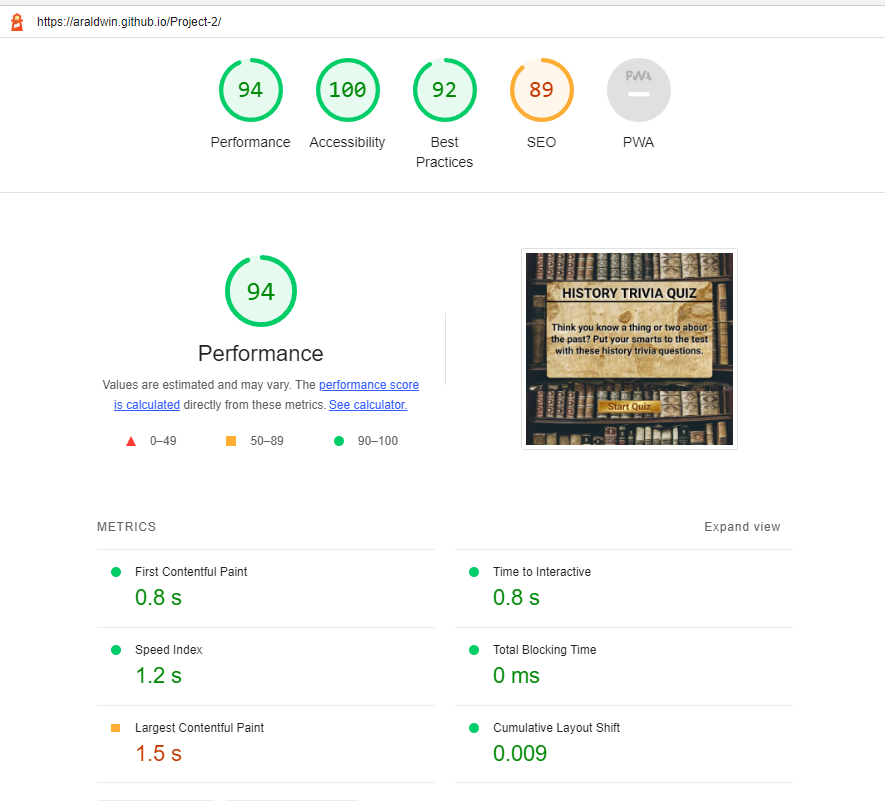 https://araldwin.github.io/Project-2/
94 100 92 89 PWA
Performance Accessibility Best Practices SEO PWA
94
HISTORY TRIVIA QUIZ
Think you know a thing or two about
the past? Put your smarts to the test
with these history trivia questions.
Start Quiz
Performance
Values are estimated and may vary. The performance score
is calculated directly from these metrics. See calculator.
0–49 50–89 90–100
METRICS Expand view
First Contentful Paint Time to Interactive
0.8 s 0.8 s
Speed Index Total Blocking Time
1.2 s 0 ms
Largest Contentful Paint Cumulative Layout Shift
1.5 s 0.009